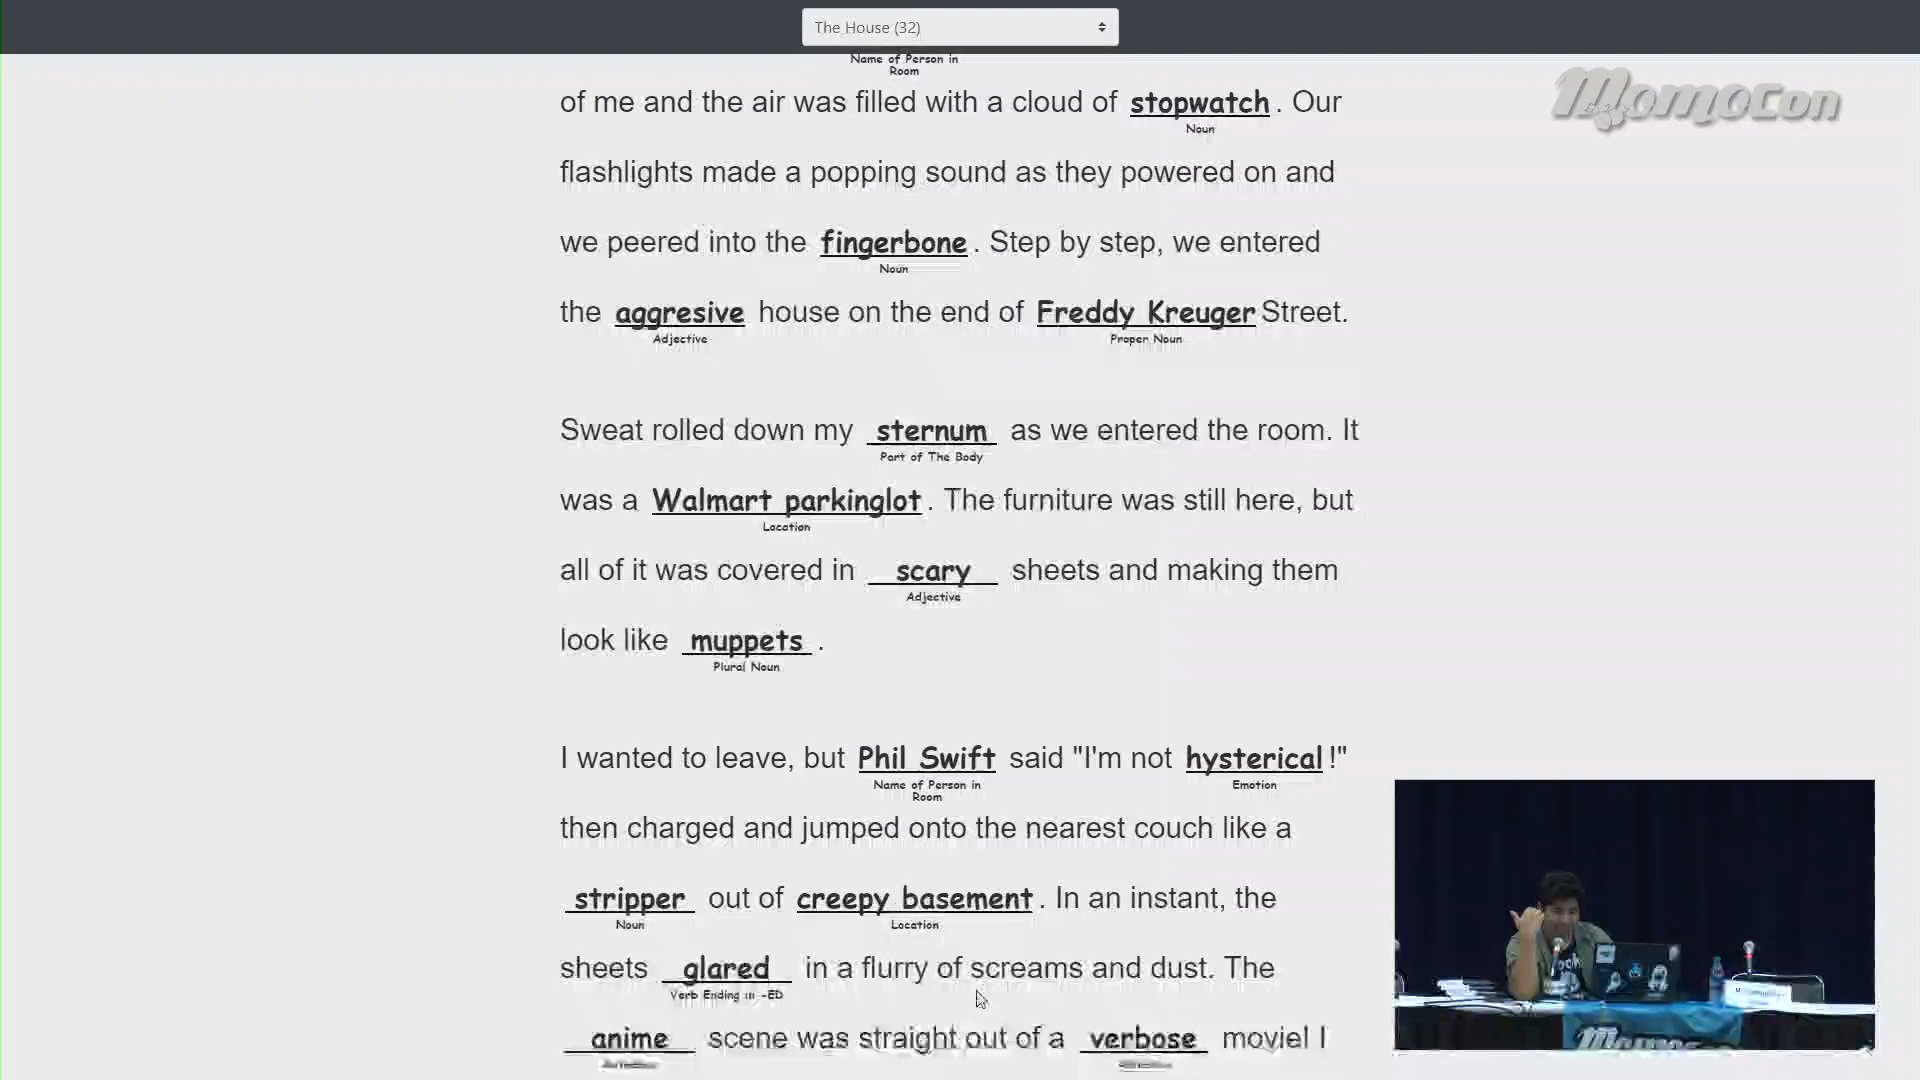 The House (32)
Name of Person in
Room
MomoCon
of me and the air was filled with a cloud of stopwatch . Our
Noun
flashlights made a popping sound as they powered on and
we peered into the fingerbone . Step by step, we entered
Noun
the aggresive house on the end of Freddy Kreuger Street.
Adjective Proper Noun
Sweat rolled down my sternum as we entered the room. It
Part of The Body
was a Walmart parkinglot . The furniture was still here, but
Location
all of it was covered in scary sheets and making them
Adjective
look like muppets .
Plural Noun
I wanted to leave, but Phil Swift said "I'm not hysterical !"
Name of Person in Emotion
Room
then charged and jumped onto the nearest couch like a
stripper out of creepy basement . In an instant, the
Noun Location
sheets glared in a flurry of screams and dust. The
Verb Ending in -ED
anime scene was straight out of a verbose movie! I
MomoCon